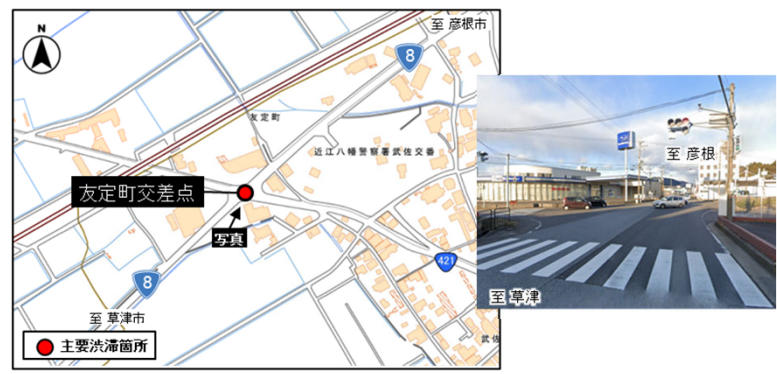 N
至 彦根市
8
友定町
近江八幡警察署武佐交番
友定町交差点
写真
421
8
至 草津市
主要渋滞箇所
武佐
至 彦根
至 草津